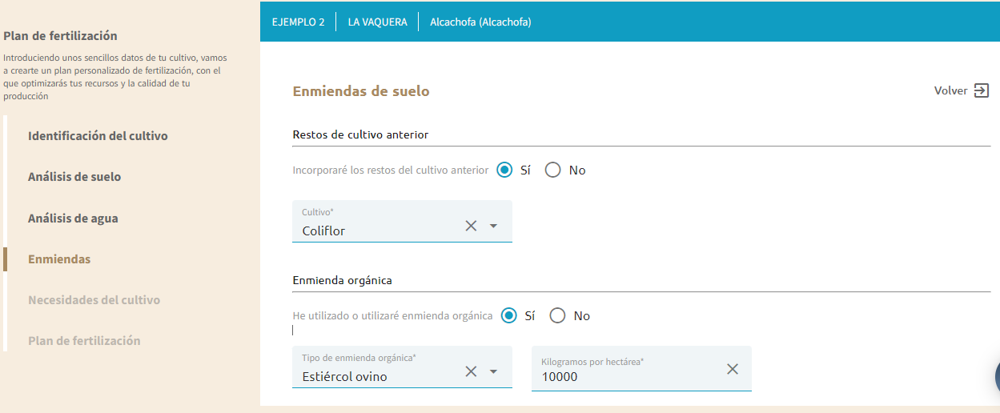 EJEMPLO 2 LA VAQUERA Alcachofa (Alcachofa)
Plan de fertilización
Introduciendo unos sencillos datos de tu cultivo, vamos
a crearte un plan personalizado de fertilización, con el
que optimizarás tus recursos y la calidad de tu
producción
Identificación del cultivo
Análisis de suelo
Análisis de agua
Enmiendas
Necesidades del cultivo
Plan de fertilización
Enmiendas de suelo
Volver
Restos de cultivo anterior
Incorporaré los restos del cultivo anterior Sí No
Cultivo*
Coliflor
Enmienda orgánica
He utilizado o utilizaré enmienda orgánica Sí No
Tipo de enmienda orgánica*
Estiércol ovino
Kilogramos por hectárea*
10000